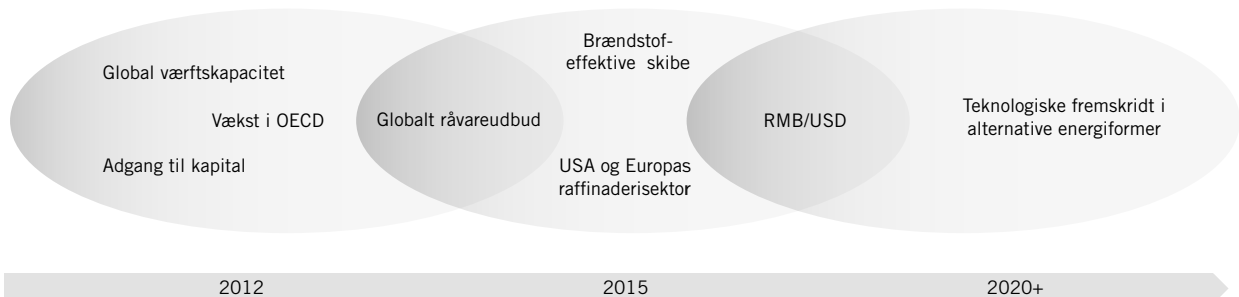 Global værftskapacitet
Vækst i OECD
Adgang til kapital
Globalt råvareudbud
Brændstof-
effektive skibe
USA og Europas
raffinaderisektor
RMB/USD
Teknologiske fremskridt i
alternative energiformer
2012
2015
2020+